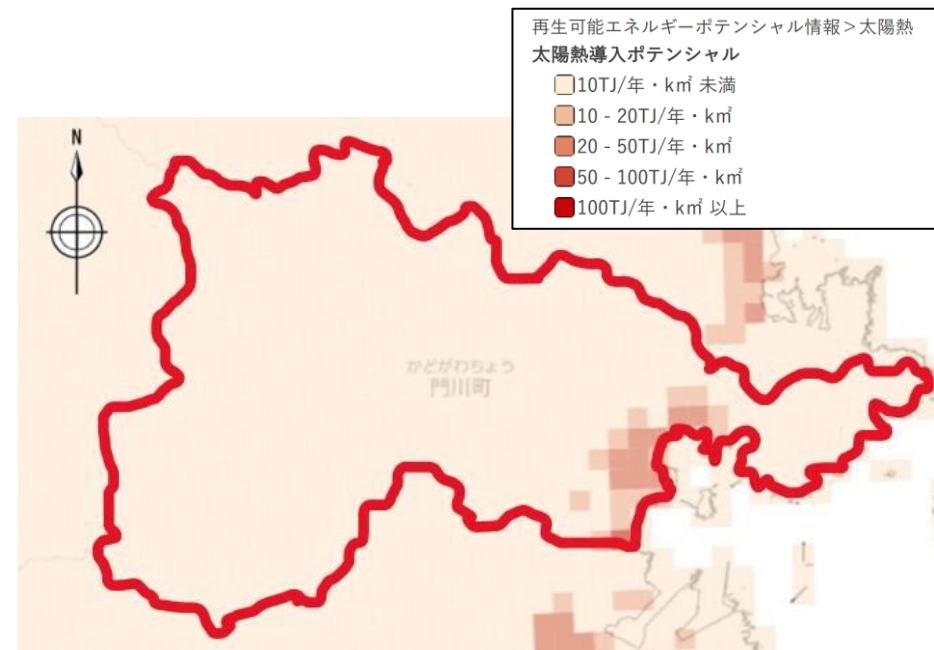 再生可能エネルギーポテンシャル情報＞太陽熱
太陽熱導入ポテンシャル
10TJ/年・㎢ 未満
10 - 20TJ/年・㎢
20 - 50TJ/年・㎢
50 - 100TJ/年・㎢
100TJ/年・㎢ 以上
N
かどがわちょう
門川町